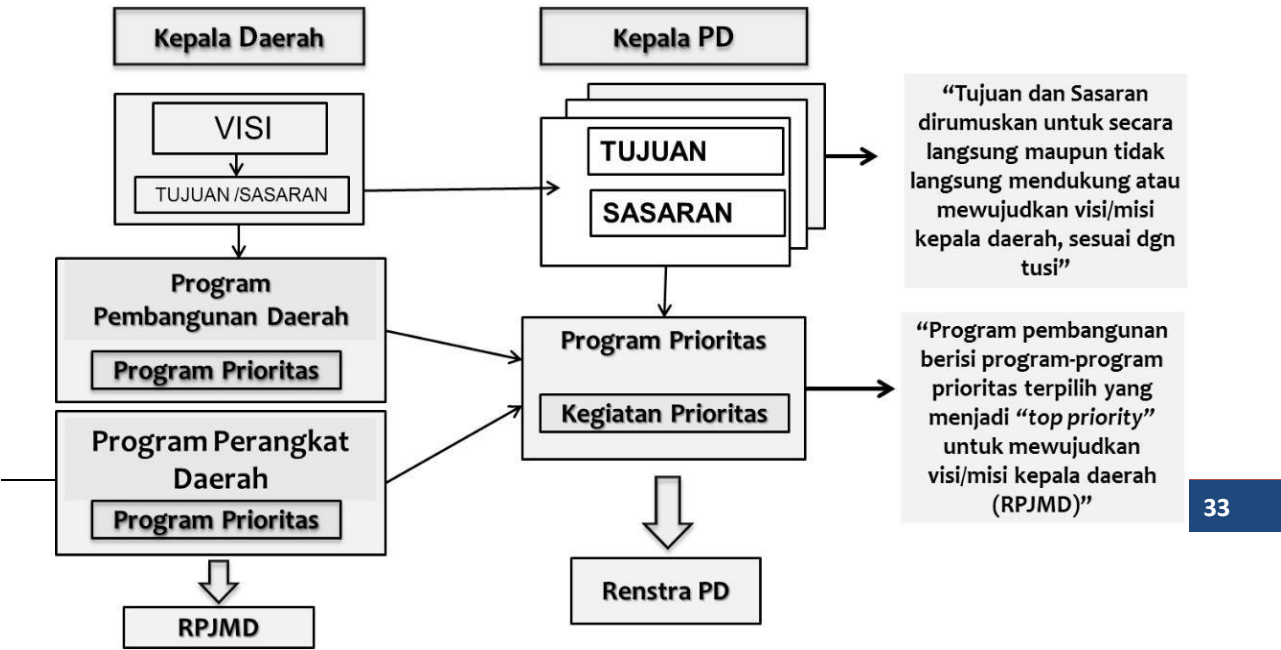 Kepala Daerah
VISI
TUJUAN /SASARAN
Program
Pembangunan Daerah
Program Prioritas
Program Perangkat
Daerah
Program Prioritas
RPJMD
Kepala PD
TUJUAN
SASARAN
Program Prioritas
Kegiatan Prioritas
Renstra PD
“Tujuan dan Sasaran
dirumuskan untuk secara
langsung maupun tidak
langsung mendukung atau
mewujudkan visi/misi
kepala daerah, sesuai dgn
tusi”
“Program pembangunan
berisi program-program
prioritas terpilih yang
menjadi “top priority”
untuk mewujudkan
visi/misi kepala daerah
(RPJMD)”
33